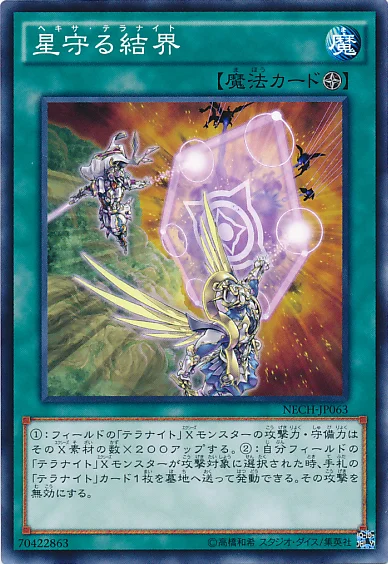 ヘキサ・テラナイト
星守る結界
魔
【魔法カード】
NECH-JP063
①:フィールドの「テラナイト」Xモンスターの攻撃力・守備力は
そのX素材の数×200アップする。②:自分フィールド
の「テラナイト」Xモンスターが攻撃対象に選択された時、手札の
「テラナイト」カード1枚を墓地へ送って発動できる。その攻撃を
無効にする。
70422863
©高橋和希 スタジオ・ダイス/集英社